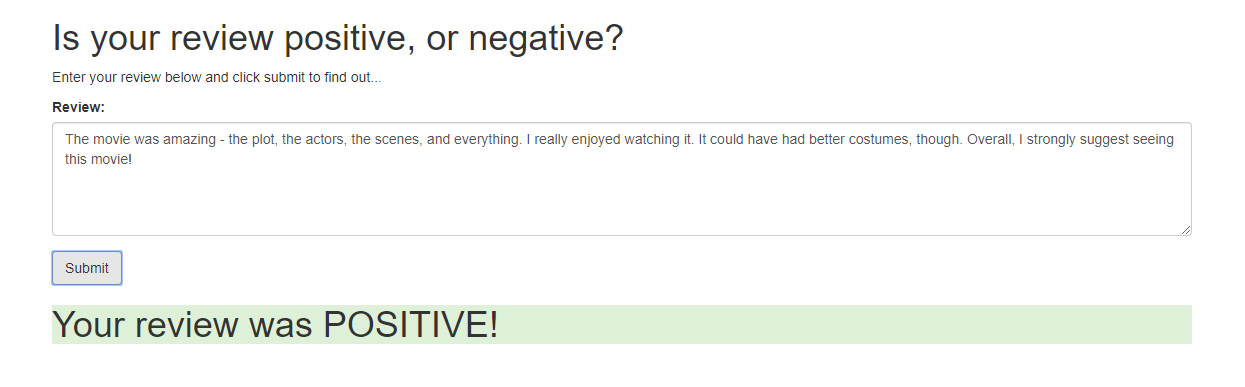 Is your review positive, or negative?
Enter your review below and click submit to find out...
Review:
The movie was amazing - the plot, the actors, the scenes, and everything. I really enjoyed watching it. It could have had better costumes, though. Overall, I strongly suggest seeing
this movie!
Submit
Your review was POSITIVE!